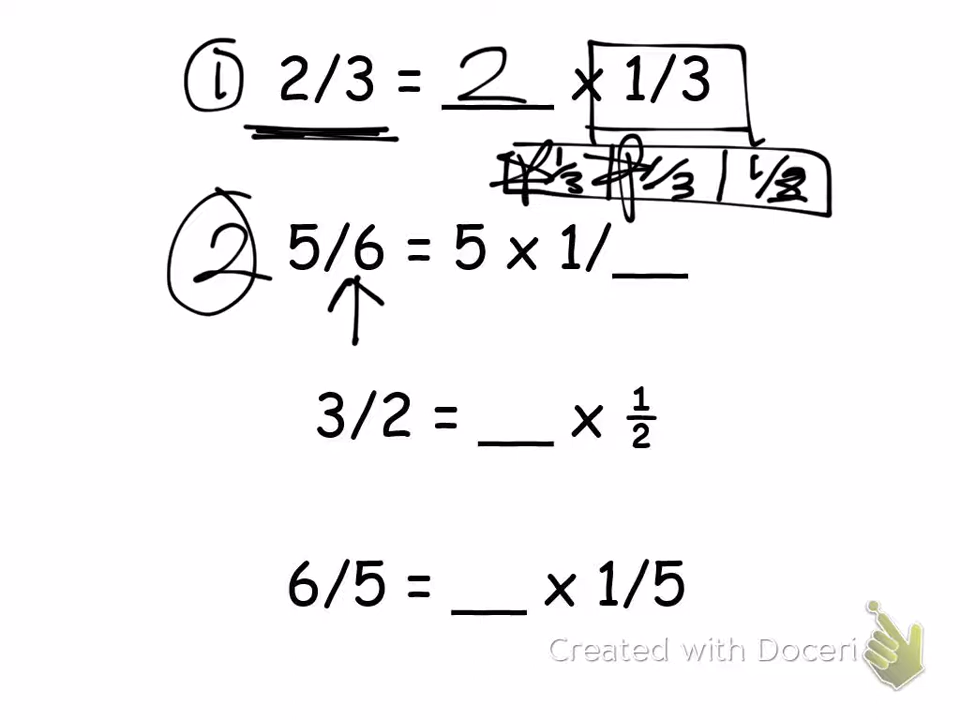 1 2/3 = 2 x 1/3
1/3 1/3 1/3
2 5/6 = 5 x 1/__
3/2 = __ x 1/2
6/5 = __ x 1/5
Created with Doceri